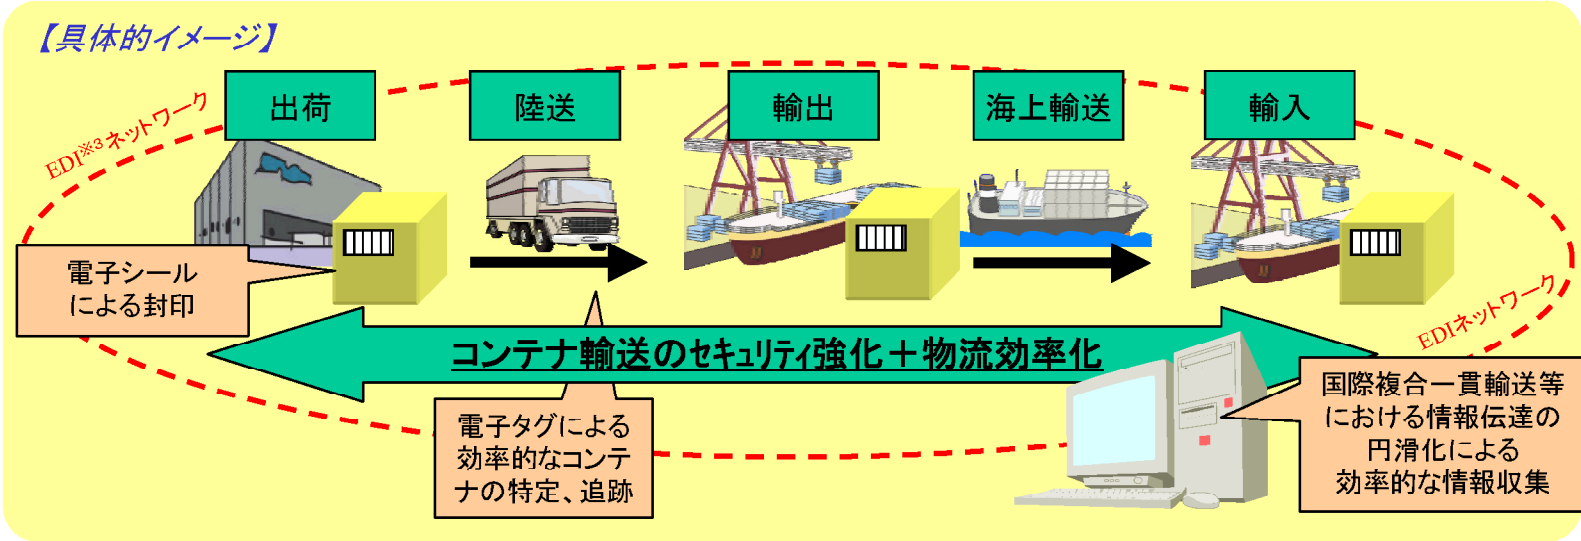 【具体的イメージ】
出荷
陸送
輸出
海上輸送
輸入
EDI※3ネットワーク
電子シール
による封印
EDIネットワーク
コンテナ輸送のセキュリティ強化＋物流効率化
電子タグによる
効率的なコンテ
ナの特定、追跡
国際複合一貫輸送等
における情報伝達の
円滑化による
効率的な情報収集